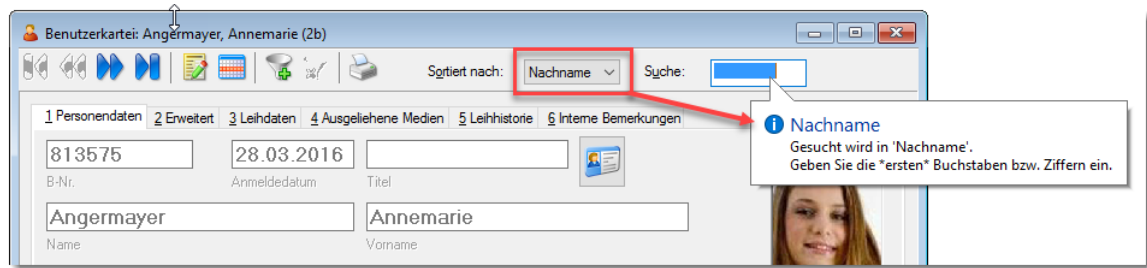 Benutzerkartei: Angermayer, Annemarie (2b)
Sortiert nach: Nachname Suche:
1 Personendaten 2 Erweitert 3 Leihdaten 4 Ausgeliehene Medien 5 Leihhistorie 6 Interne Bemerkungen
Nachname
Gesucht wird in 'Nachname'.
Geben Sie die *ersten* Buchstaben bzw. Ziffern ein.
813575 28.03.2016
B-Nr. Anmeldedatum Titel
Angermayer Annemarie
Name Vorname